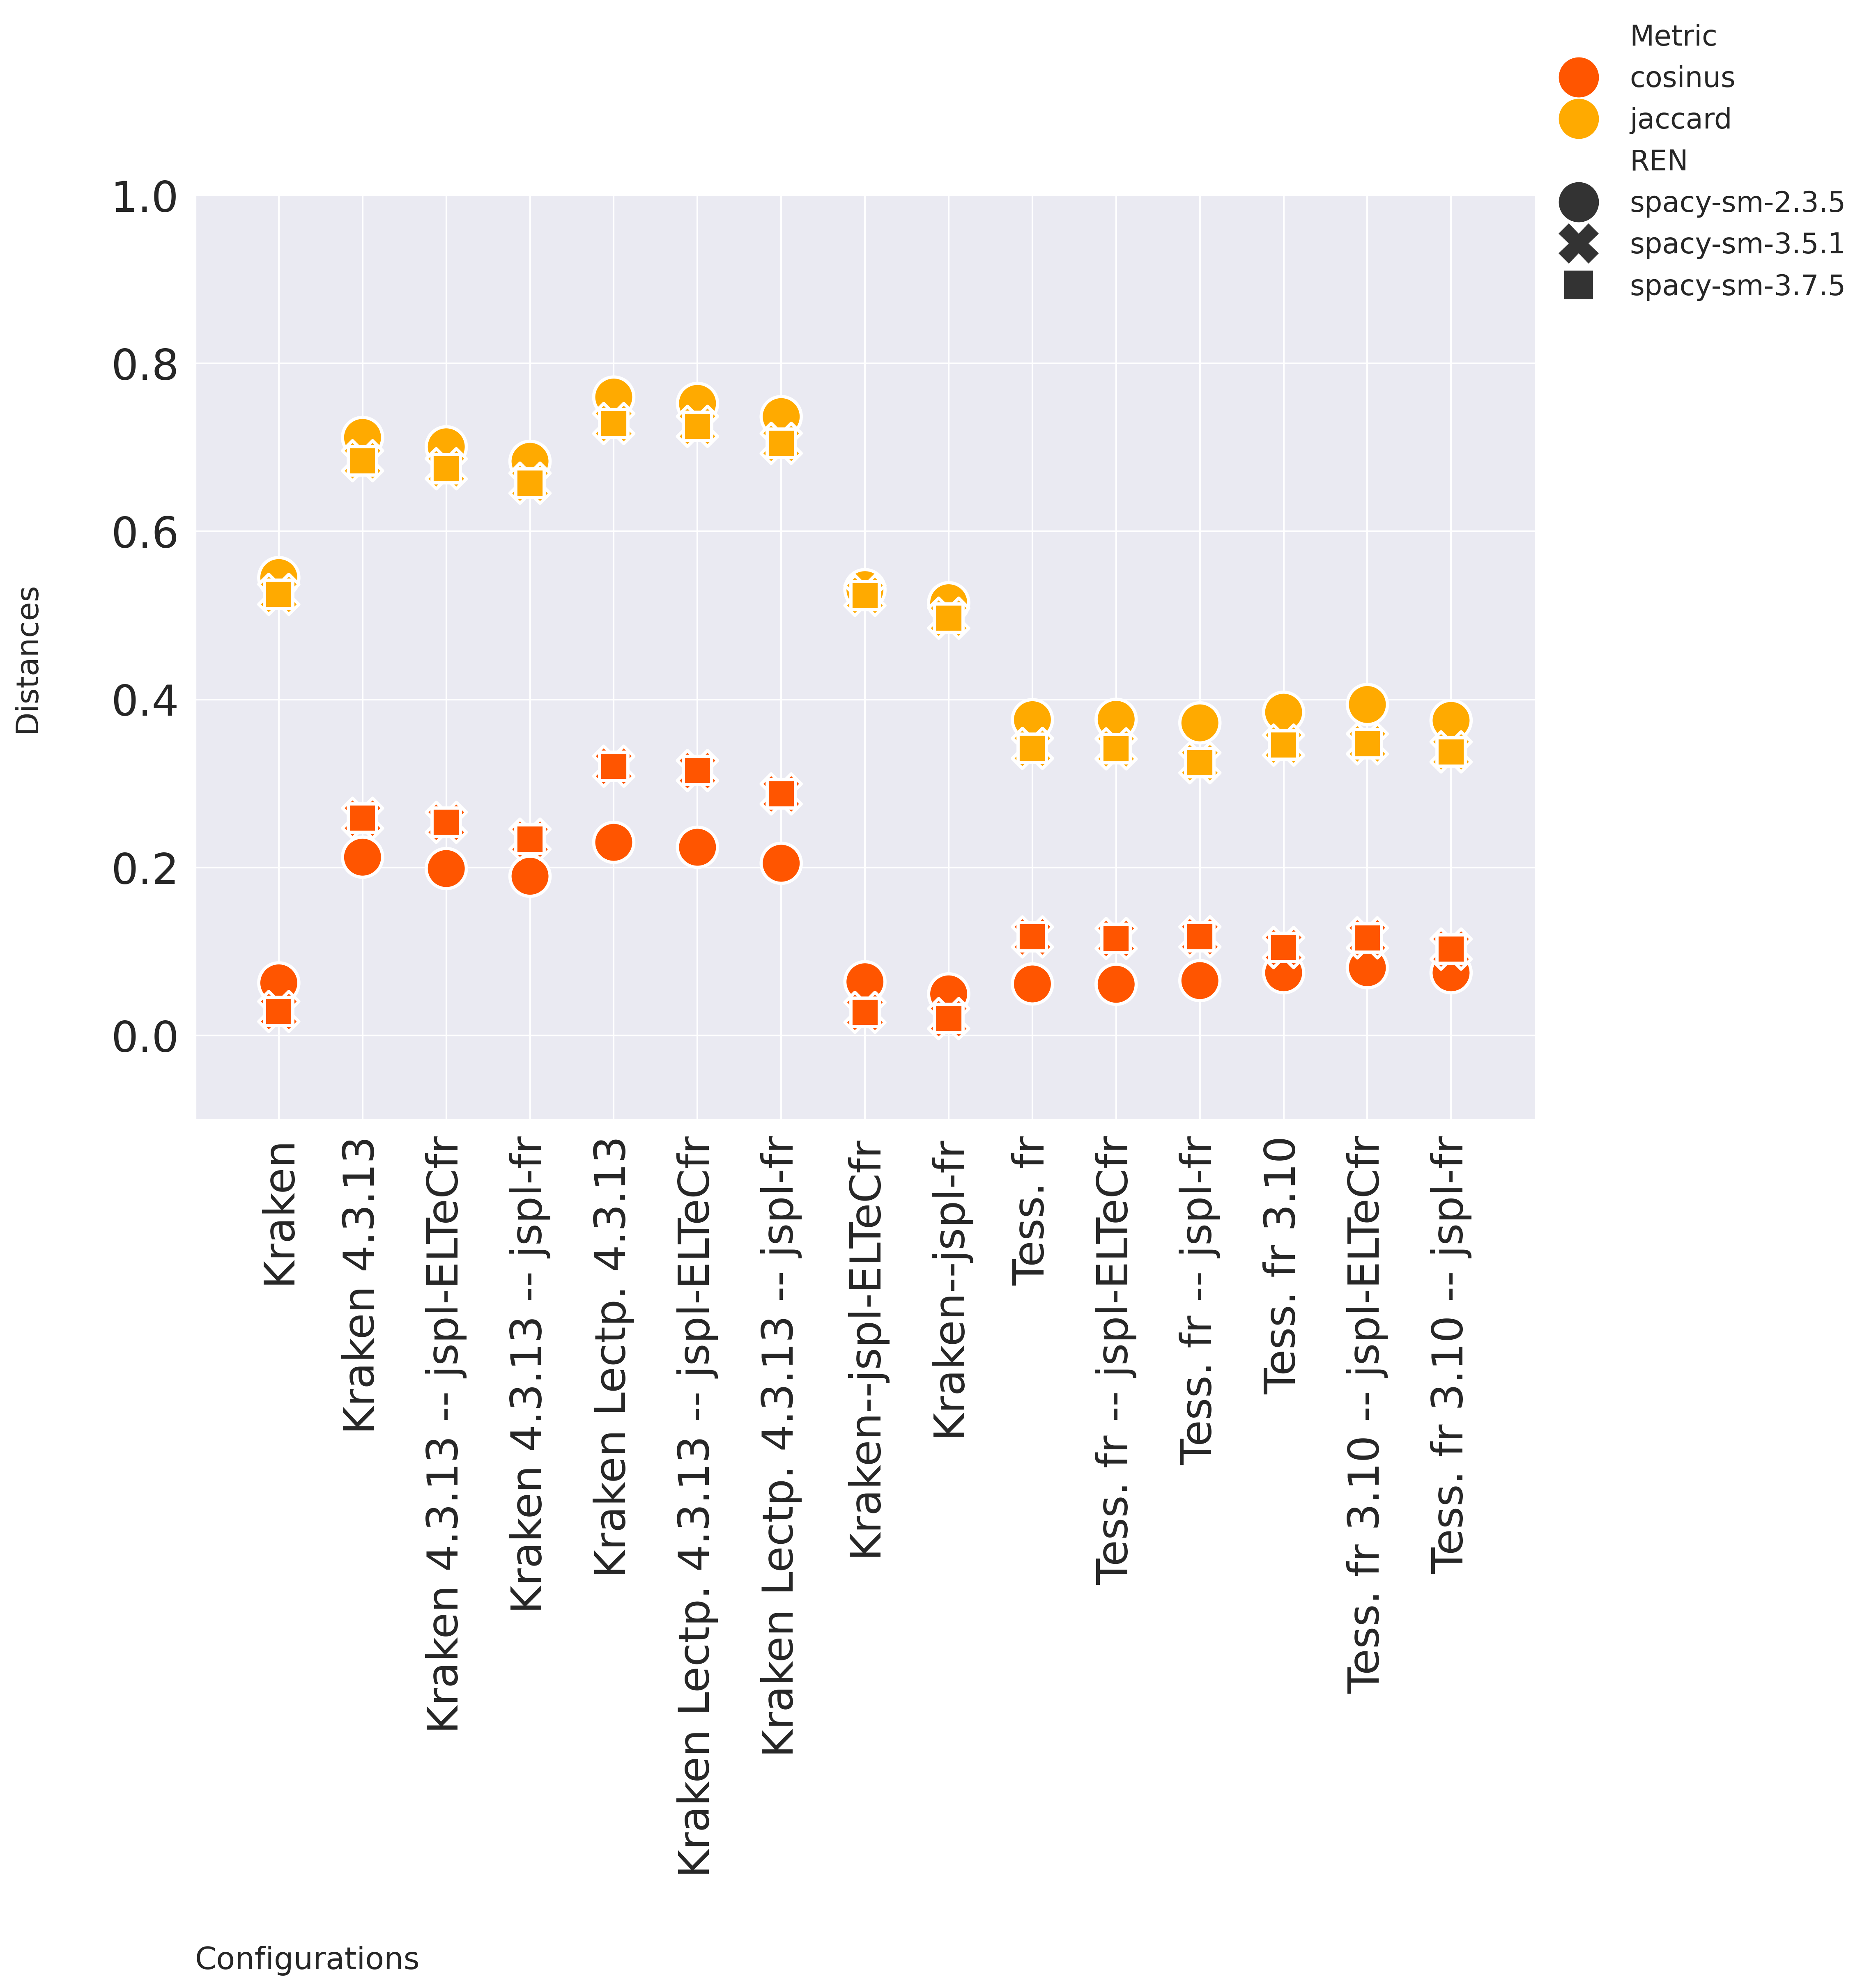 Metric
cosinus
jaccard
REN
spacy-sm-2.3.5
spacy-sm-3.5.1
spacy-sm-3.7.5
1.0
0.8
0.6
0.4
0.2
0.0
Distances
Kraken
Kraken 4.3.13
Kraken 4.3.13 -- jspl-ELTeCfr
Kraken 4.3.13 -- jspl-fr
Kraken Lectp. 4.3.13
Kraken Lectp. 4.3.13 -- jspl-ELTeCfr
Kraken Lectp. 4.3.13 -- jspl-fr
Kraken--jspl-ELTeCfr
Kraken--jspl-fr
Tess. fr
Tess. fr -- jspl-ELTeCfr
Tess. fr -- jspl-fr
Tess. fr 3.10
Tess. fr 3.10 -- jspl-ELTeCfr
Tess. fr 3.10 -- jspl-fr
Configurations